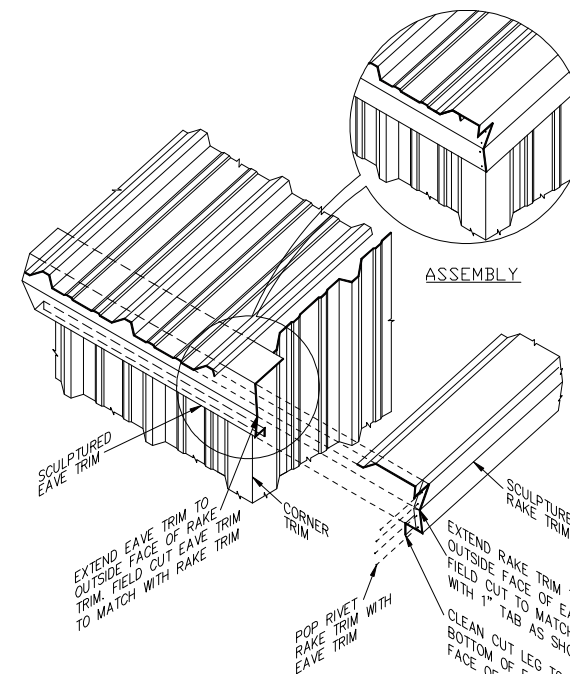 ASSEMBLY
SCULPTURED
EAVE TRIM
EXTEND EAVE TRIM TO
OUTSIDE FACE OF RAKE
TRIM. FIELD CUT EAVE TRIM
TO MATCH WITH RAKE TRIM
CORNER
TRIM
POP RIVET
RAKE TRIM WITH
EAVE TRIM
RAKE TRIM
EXTEND RAKE TRIM
OUTSIDE FACE OF
FIELD CUT TO MATCH
WITH 1" TAB AS
CLEAN CUT LEG TO
BOTTOM OF
FACE OF